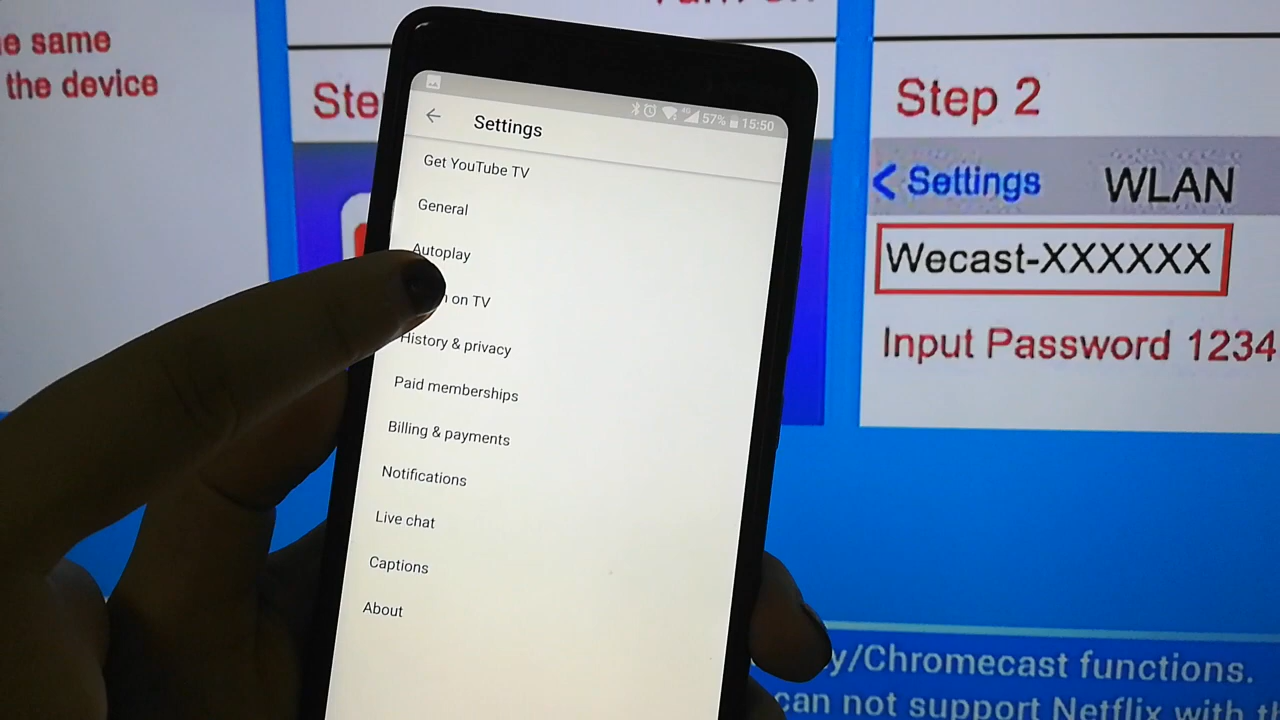 e same
the device
Step 2
Settings
WLAN
Wecast-XXXXXX
Input Password 1234
y/Chromecast functions.
can not support Netflix with
57%
15:50
Settings
Get YouTube TV
General
Autoplay
on TV
History & privacy
Paid memberships
Billing & payments
Notifications
Live chat
Captions
About